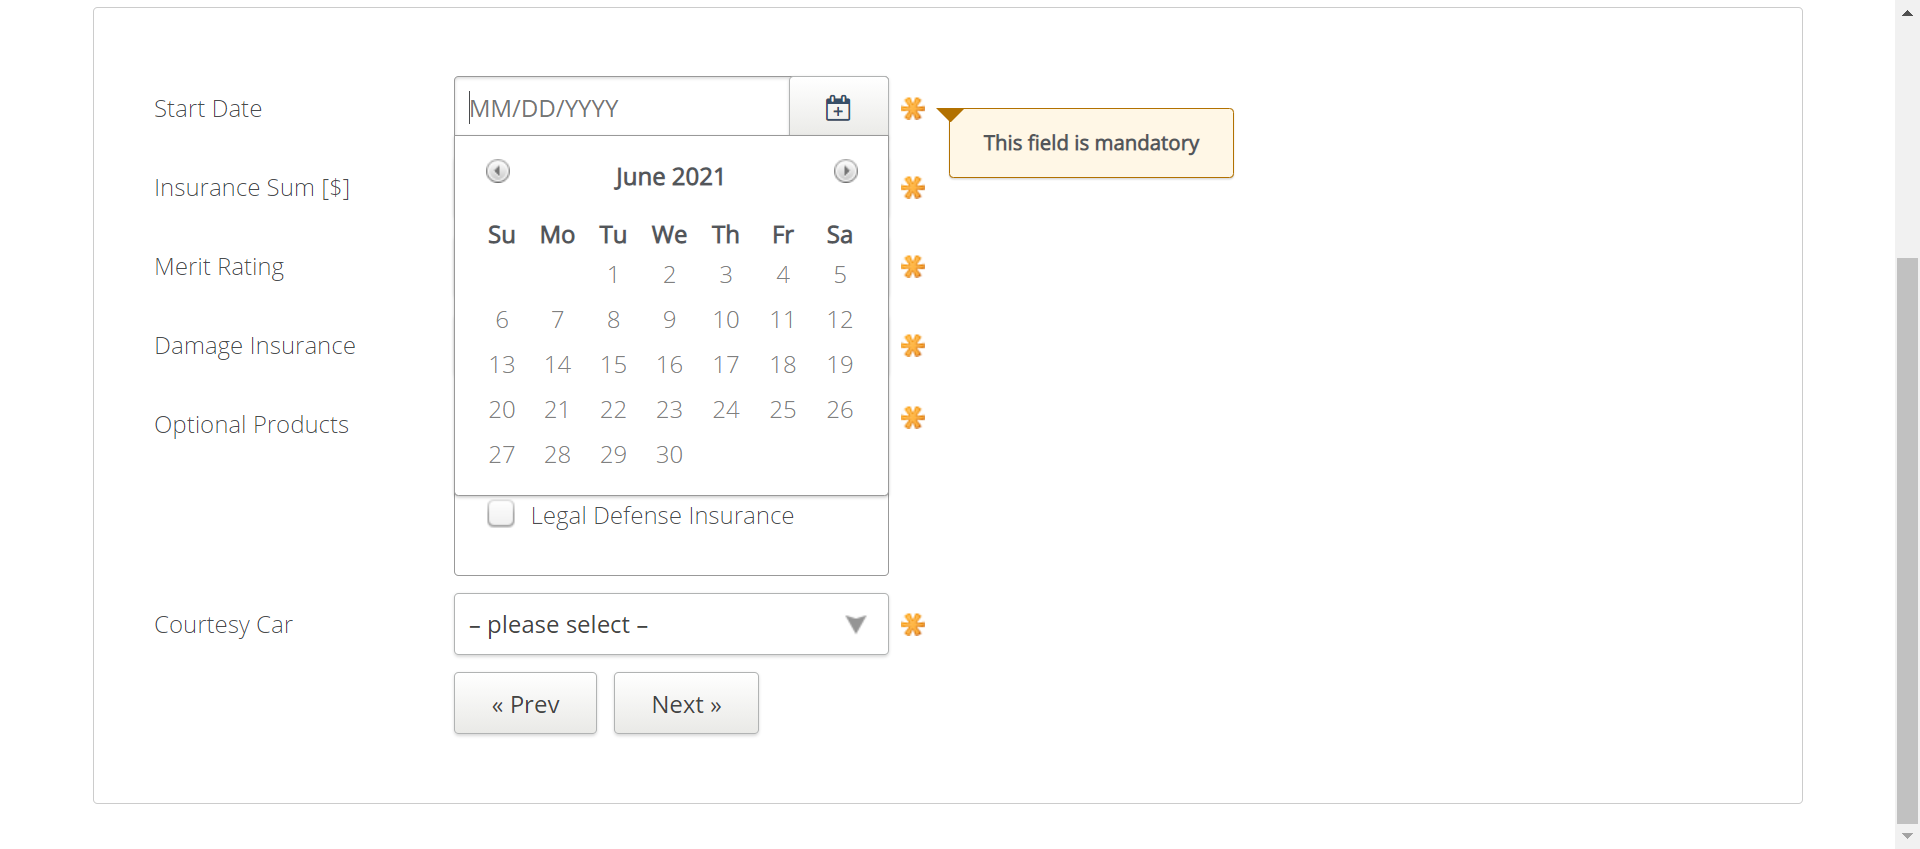 Start Date
MM/DD/YYYY
This field is mandatory
June 2021
Su Mo Tu We Th Fr Sa
1 2 3 4 5
6 7 8 9 10 11 12
13 14 15 16 17 18 19
20 21 22 23 24 25 26
27 28 29 30
Insurance Sum [$]
Merit Rating
Damage Insurance
Optional Products
Legal Defense Insurance
Courtesy Car
– please select –
« Prev
Next »